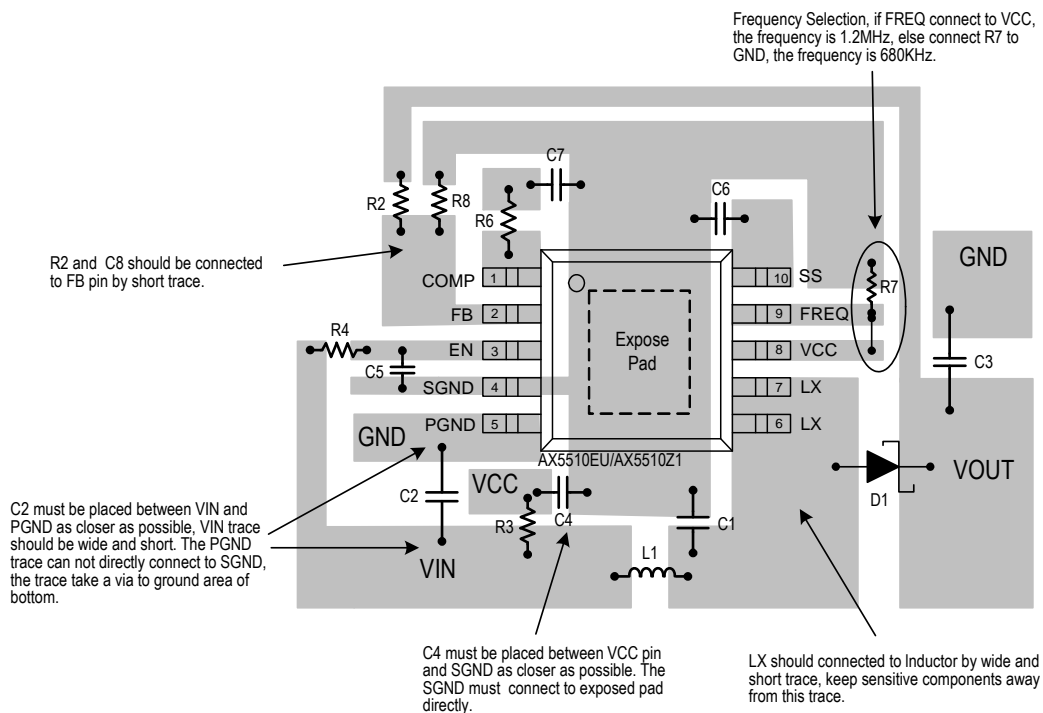 Frequency Selection, if FREQ connect to VCC,
the frequency is 1.2MHz, else connect R7 to
GND, the frequency is 680KHz.
C7
C6
R2
R8
R6
R2 and C8 should be connected
to FB pin by short trace.
COMP
1
10
SS
R7
GND
FB
2
9
FREQ
Expose
Pad
R4
EN
3
8
VCC
C5
C3
SGND
4
7
LX
PGND
5
6
LX
GND
AX5510EU/AX5510Z1
VOUT
D1
VCC
C2
C4
R3
C1
C2 must be placed between VIN and
PGND as closer as possible, VIN trace
should be wide and short. The PGND
trace can not directly connect to SGND,
the trace take a via to ground area of
bottom.
VIN
L1
C4 must be placed between VCC pin
and SGND as closer as possible. The
SGND must connect to exposed pad
directly.
LX should connected to Inductor by wide and
short trace, keep sensitive components away
from this trace.